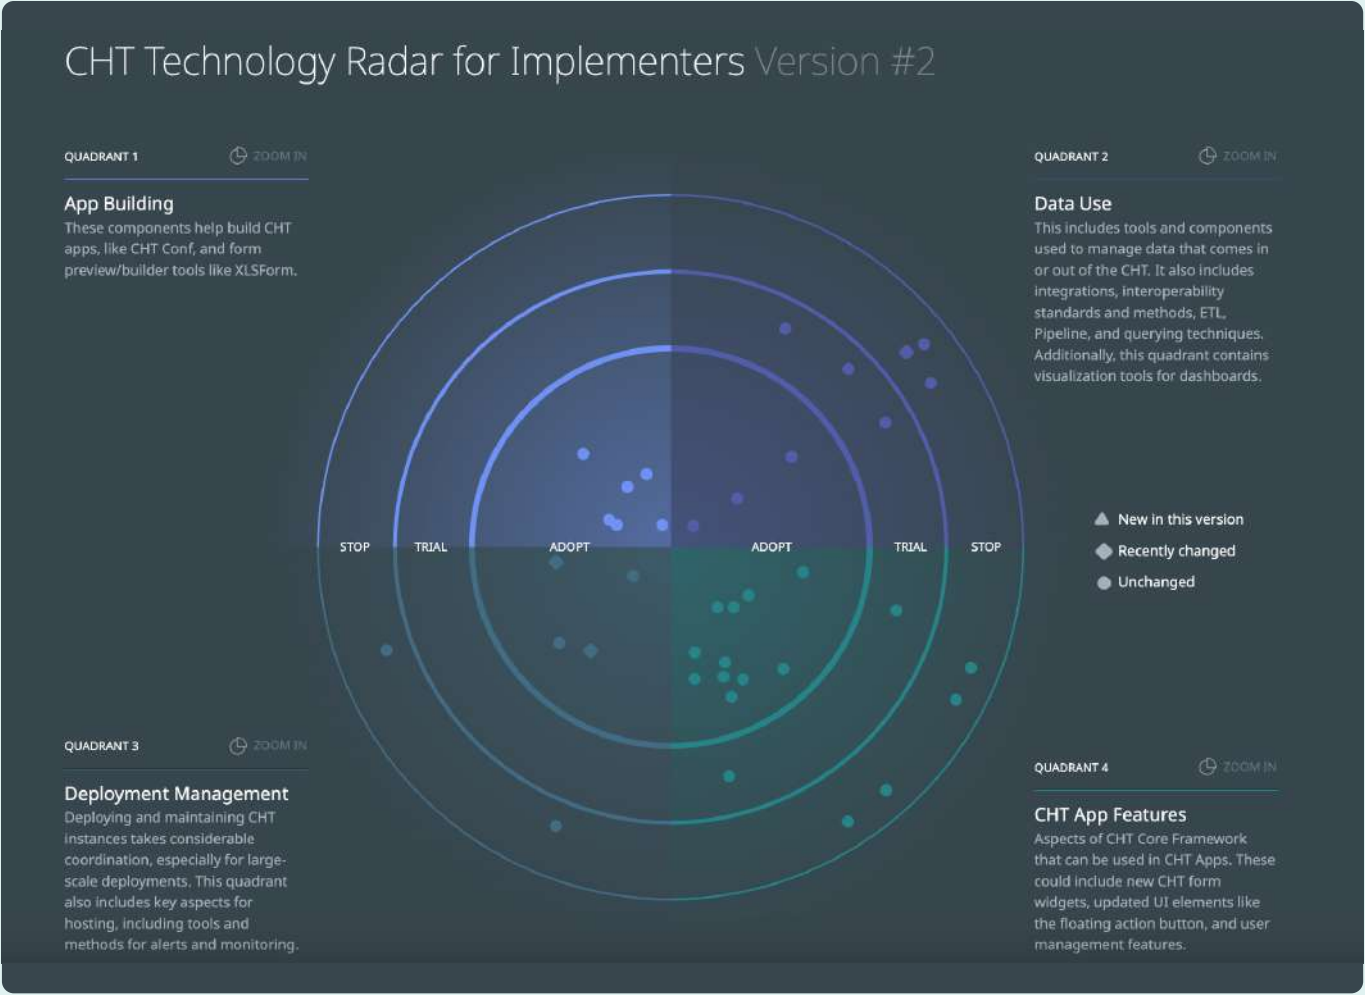 CHT Technology Radar for Implementers Version #2
QUADRANT 1
ZOOM IN
App Building
These components help build CHT
apps, like CHT Conf, and form
preview/builder tools like XLSForm.
QUADRANT 2
ZOOM IN
Data Use
This includes tools and components
used to manage data that comes in
or out of the CHT. It also includes
integrations, interoperability
standards and methods, ETL,
Pipeline, and querying techniques.
Additionally, this quadrant contains
visualization tools for dashboards.
New in this version
Recently changed
Unchanged
STOP TRIAL ADOPT ADOPT TRIAL STOP
QUADRANT 3
ZOOM IN
Deployment Management
Deploying and maintaining CHT
instances takes considerable
coordination, especially for large-
scale deployments. This quadrant
also includes key aspects for
hosting, including tools and
methods for alerts and monitoring.
QUADRANT 4
ZOOM IN
CHT App Features
Aspects of CHT Core Framework
that can be used in CHT Apps. These
could include new CHT form
widgets, updated UI elements like
the floating action button, and user
management features.